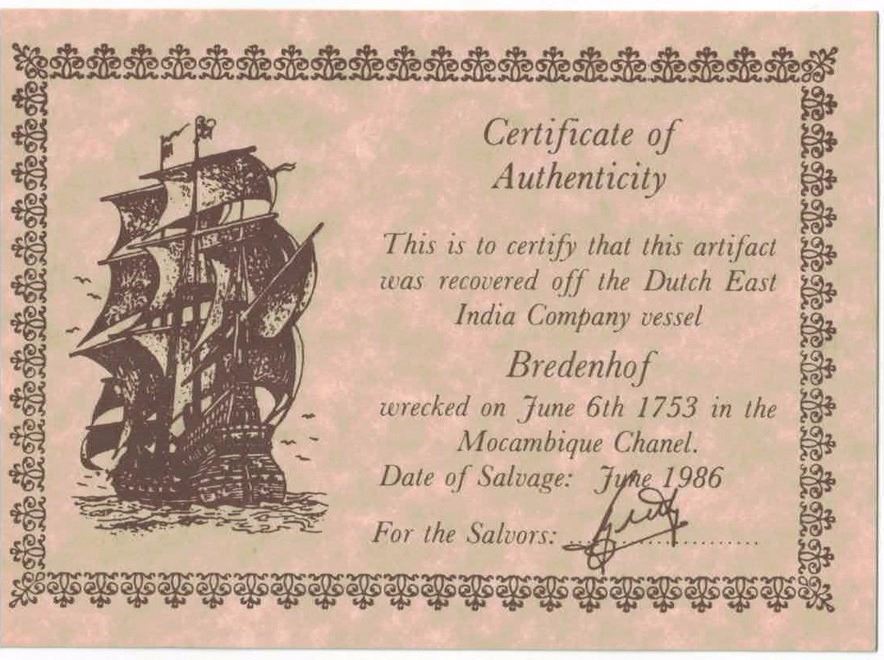 Certificate of
Authenticity
This is to certify that this artifact
was recovered off the Dutch East
India Company vessel
Bredenhof
wrecked on June 6th 1753 in the
Mocambique Chanel.
Date of Salvage: June 1986
For the Salvors: ....................